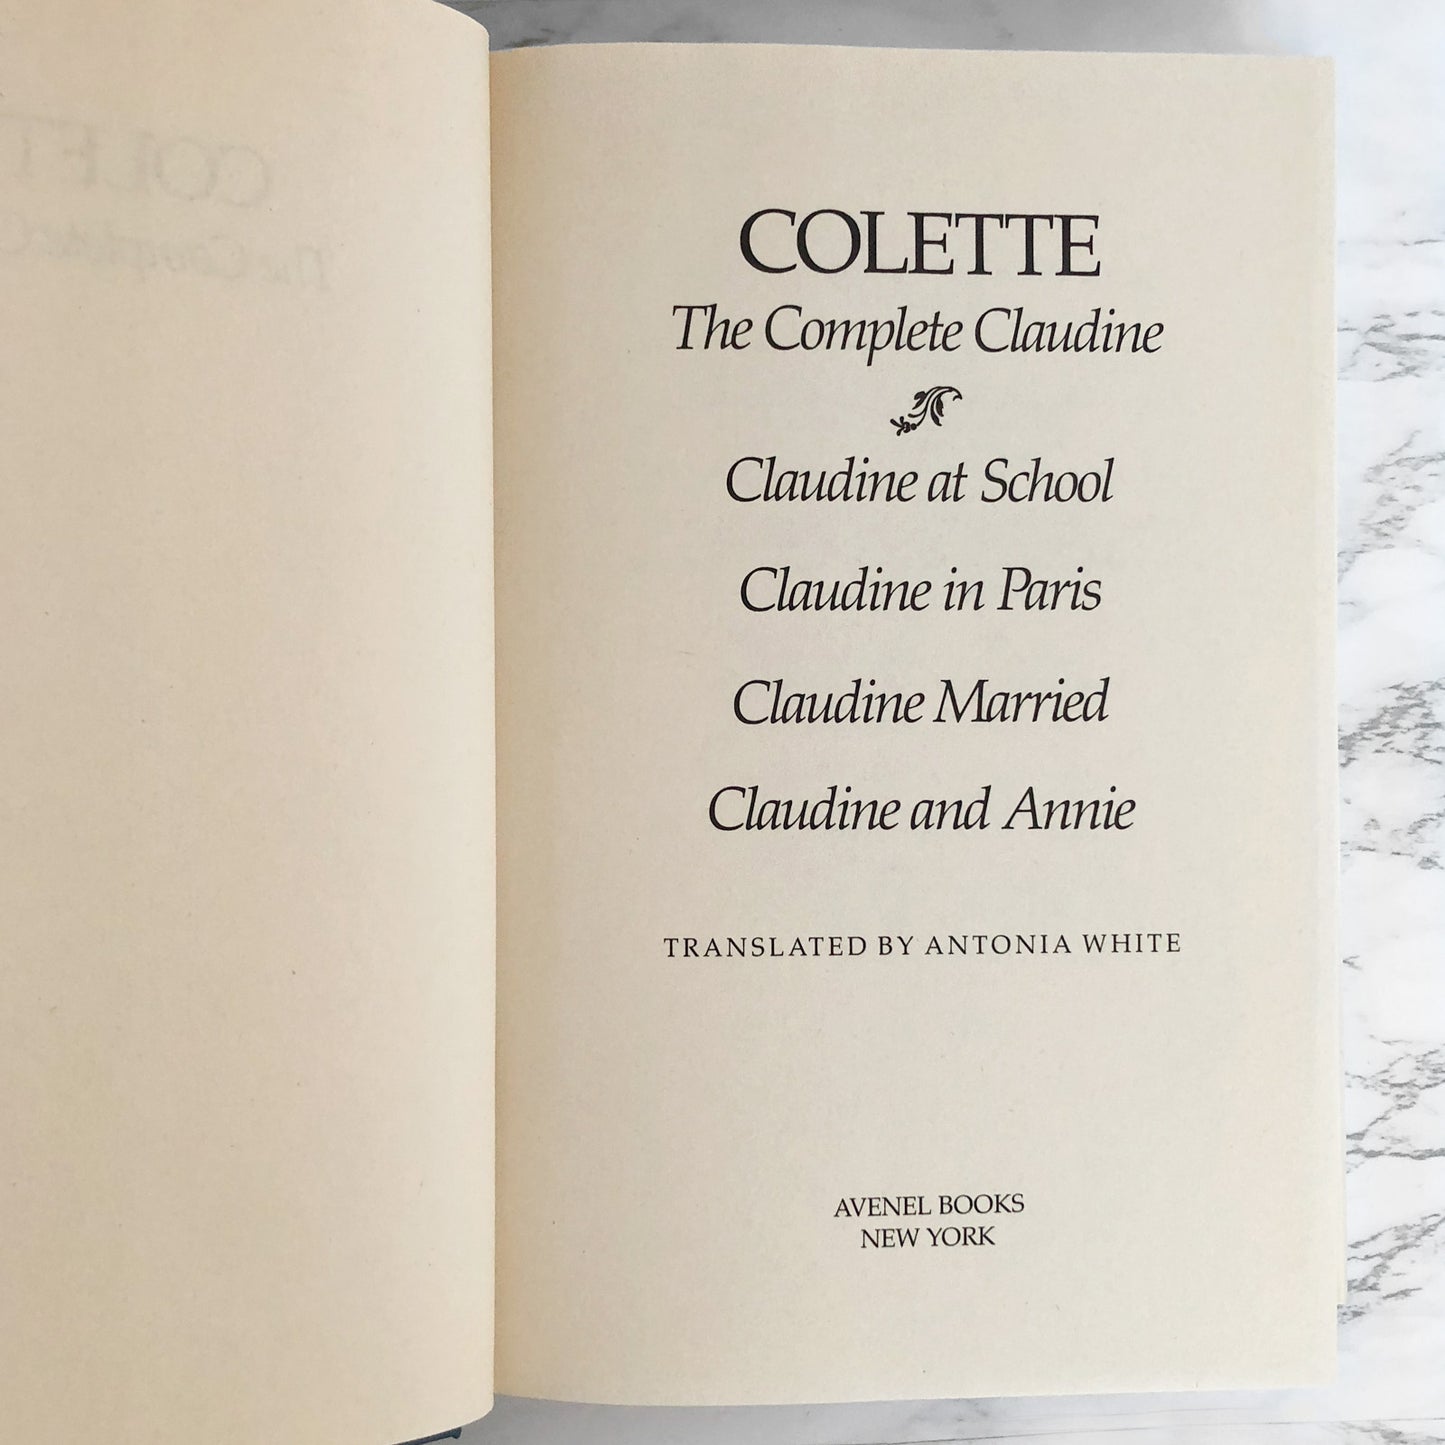 COLETTE
The Complete Claudine
Claudine at School
Claudine in Paris
Claudine Married
Claudine and Annie
TRANSLATED BY ANTONIA WHITE
AVENEL BOOKS
NEW YORK